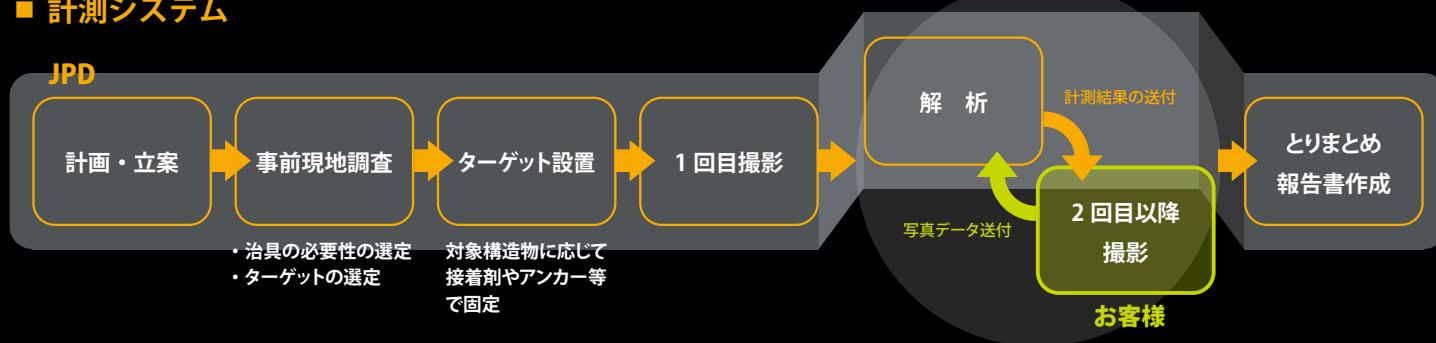 ■ 計測システム
JPD
計画・立案
事前現地調査
・治具の必要性の選定
・ターゲットの選定
ターゲット設置
対象構造物に応じて
接着剤やアンカー等
で固定
1 回目撮影
解 析
計測結果の送付
写真データ送付
2 回目以降
撮影
お客様
とりまとめ
報告書作成